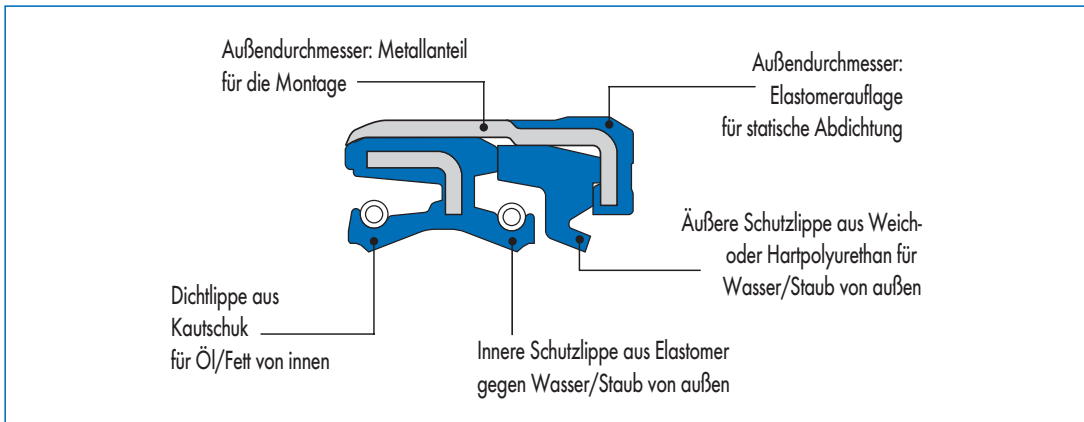 Außendurchmesser: Metallanteil
für die Montage
Außendurchmesser:
Elastomerauflage
für statische Abdichtung
Äußere Schutzlippe aus Weich-
oder Hartpolyurethan für
Wasser/Staub von außen
Dichtlippe aus
Kautschuk
für Öl/Fett von innen
Innere Schutzlippe aus Elastomer
gegen Wasser/Staub von außen